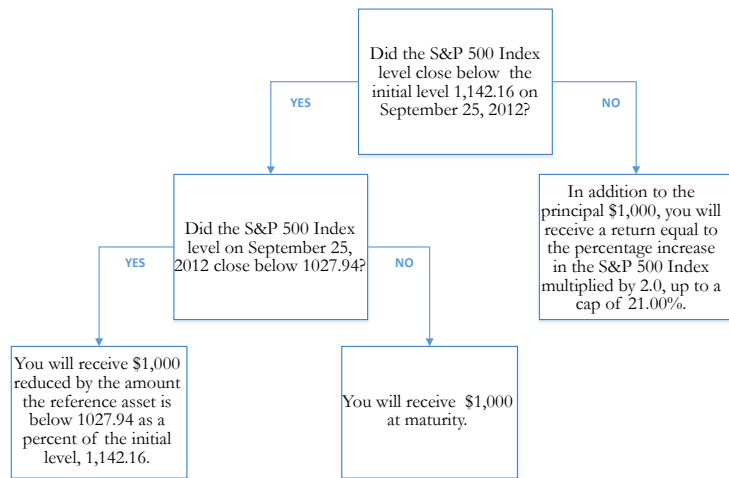 Did the S&P 500 Index
level close below the
initial level 1,142.16 on
September 25, 2012?
YES
NO
Did the S&P 500 Index
level on September 25,
2012 close below 1027.94?
In addition to the
principal $1,000, you will
receive a return equal to
the percentage increase
in the S&P 500 Index
multiplied by 2.0, up to a
cap of 21.00%.
YES
NO
You will receive $1,000
reduced by the amount
the reference asset is
below 1027.94 as a
percent of the initial
level, 1,142.16.
You will receive $1,000
at maturity.